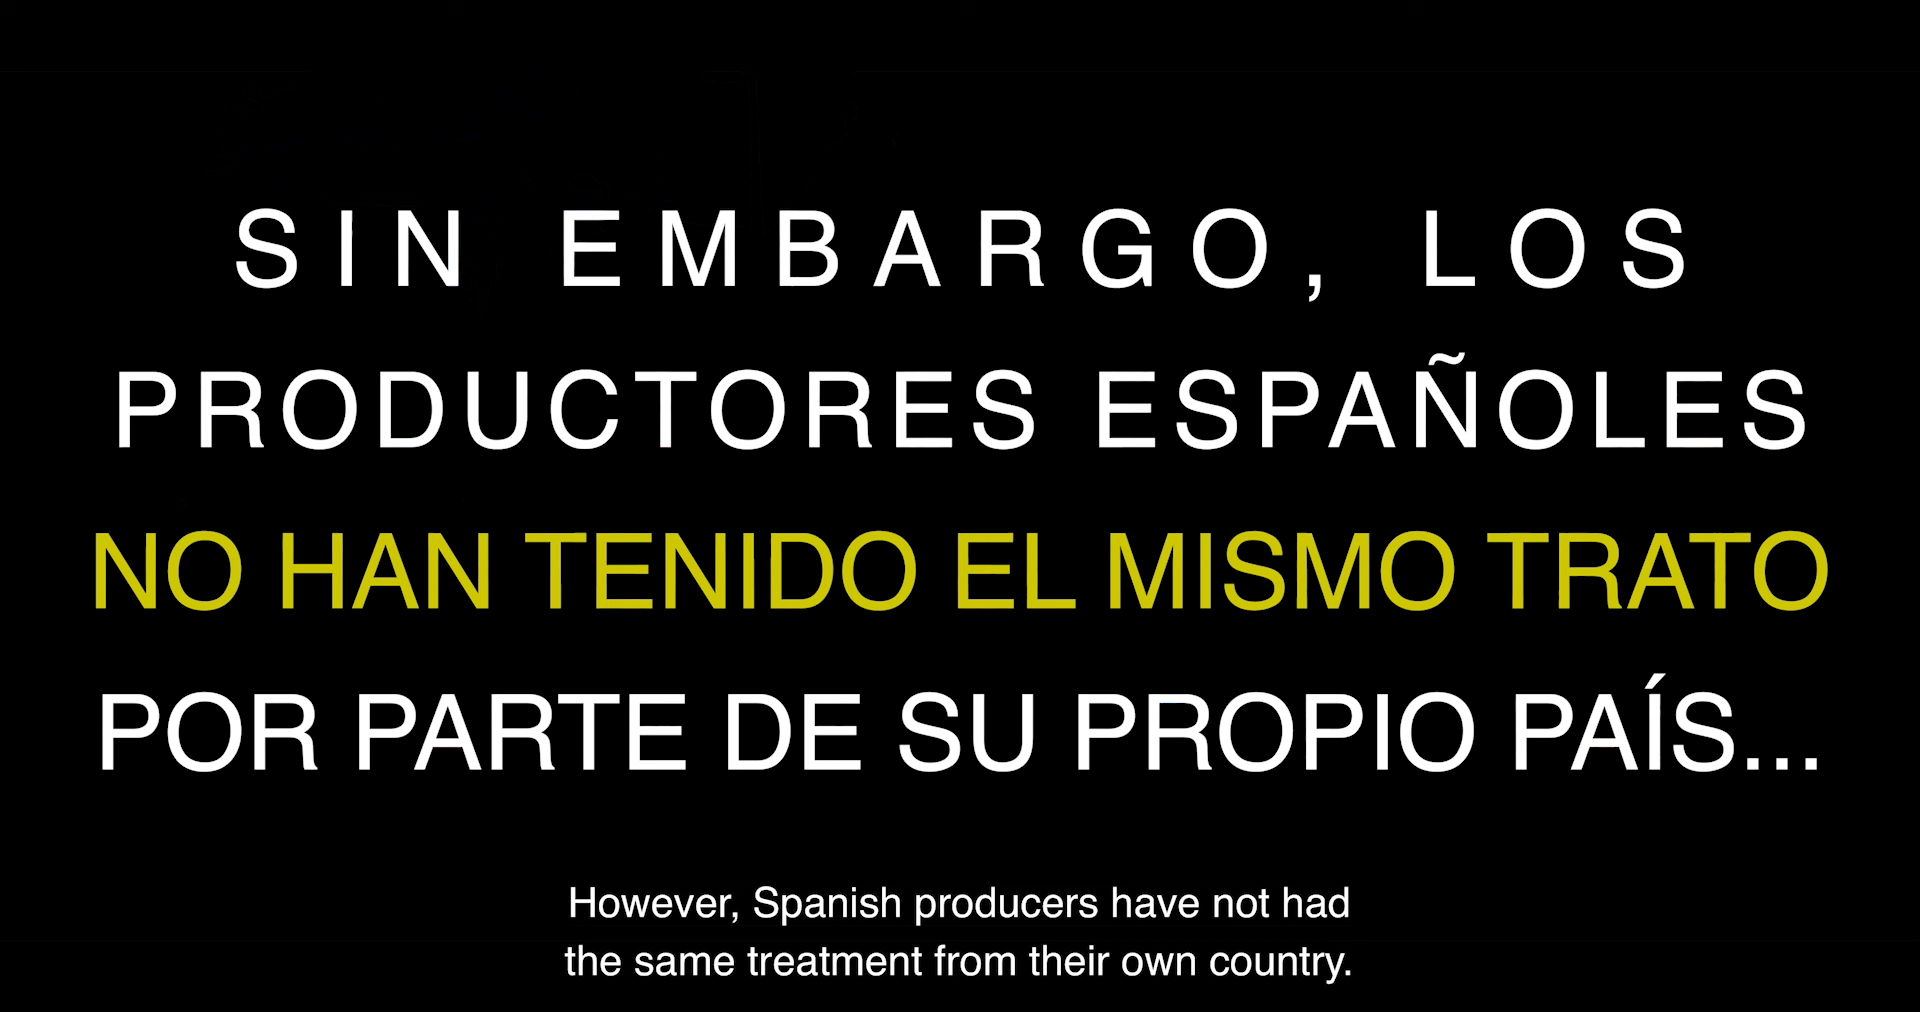 SIN EMBARGO, LOS
PRODUCTORES ESPAÑOLES
NO HAN TENIDO EL MISMO TRATO
POR PARTE DE SU PROPIO PAÍS...
However, Spanish producers have not had
the same treatment from their own country.